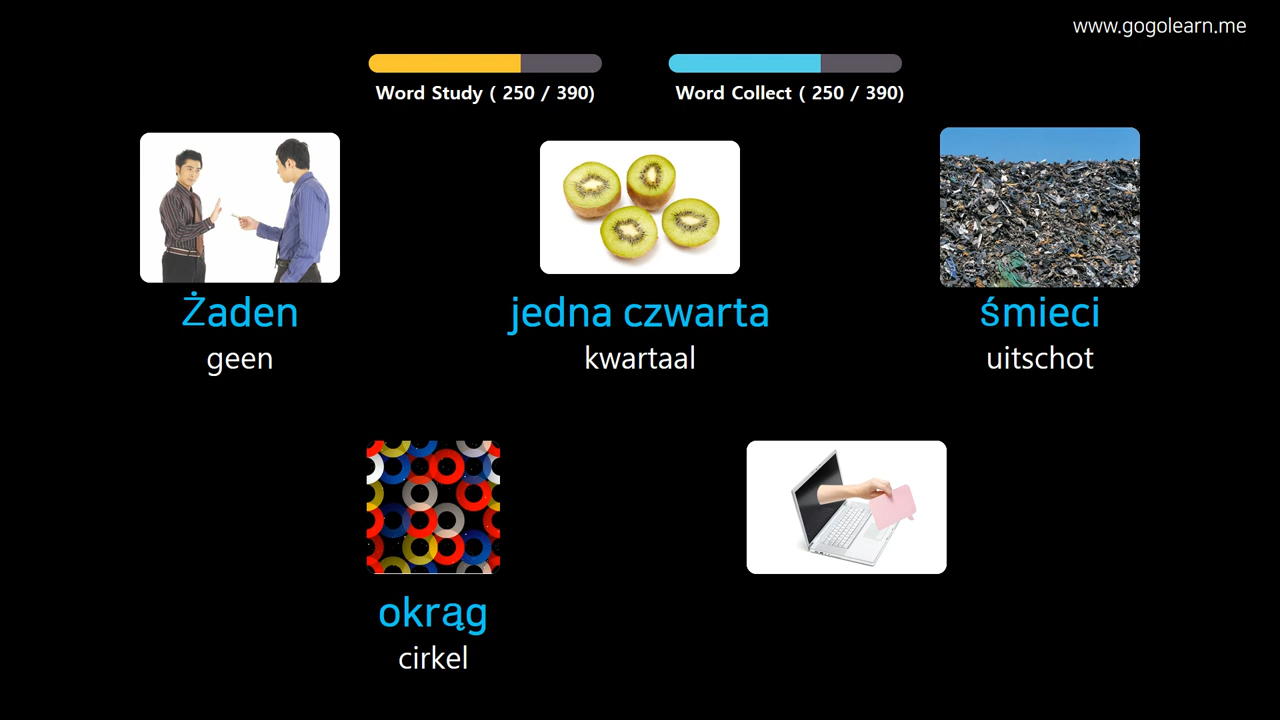 www.gogolearn.me
Word Study ( 250 / 390)
Word Collect ( 250 / 390)
Żaden
geen
jedna czwarta
kwartaal
śmieci
uitschot
okrąg
cirkel